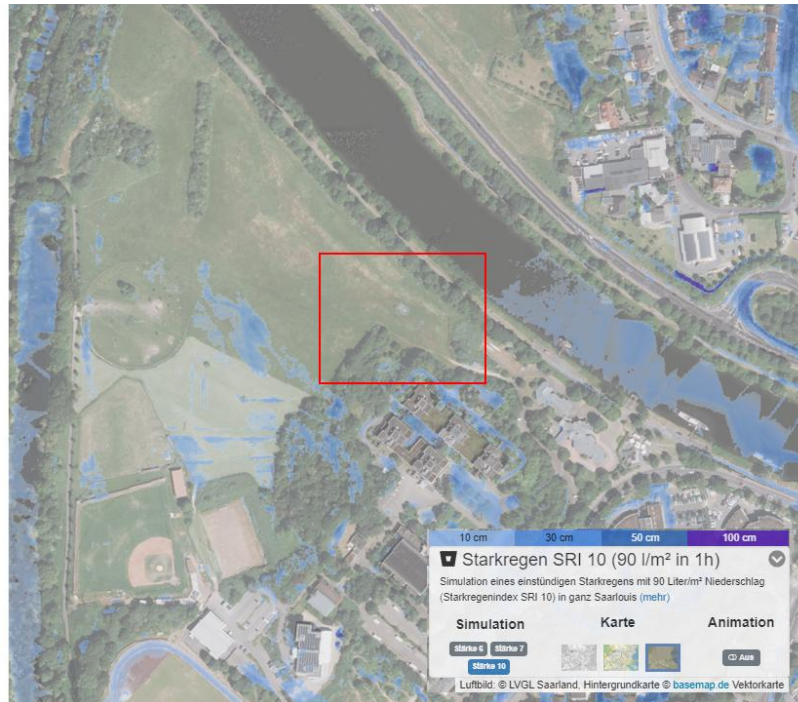 10 cm 30 cm 50 cm 100 cm
Starkregen SRI 10 (90 l/m² in 1h)
Simulation eines einstündigen Starkregens mit 90 Liter/m² Niederschlag
(Starkregenindex SRI 10) in ganz Saarlouis (mehr)
Simulation Karte Animation
Stärke 6 Stärke 7
Stärke 10
Aus
Luftbild: © LVGL Saarland, Hintergrundkarte © basemap.de Vektorkarte